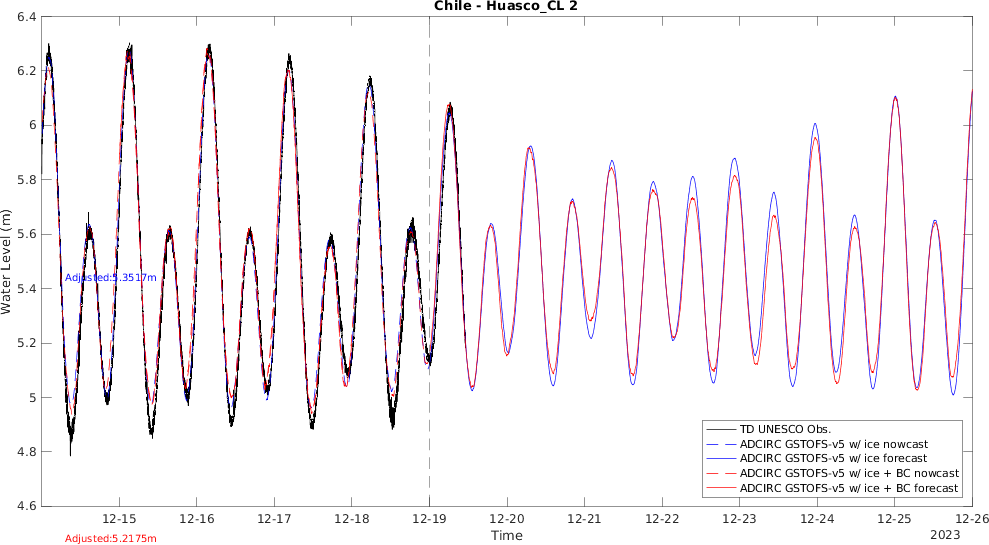 Chile - Huasco_CL 2
6.4
6.2
6
5.8
5.6
5.4
5.2
5
4.8
4.6
Water Level (m)
Adjusted:5.3517m
TD UNESCO Obs.
ADCIRC GSTOFS-v5 w/ ice nowcast
ADCIRC GSTOFS-v5 w/ ice forecast
ADCIRC GSTOFS-v5 w/ ice + BC nowcast
ADCIRC GSTOFS-v5 w/ ice + BC forecast
12-15 12-16 12-17 12-18 12-19 12-20 12-21 12-22 12-23 12-24 12-25 12-26
Time
2023
Adjusted:5.2175m